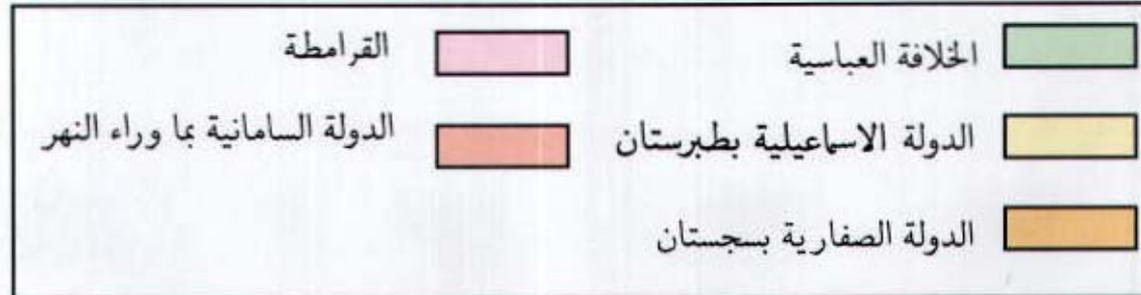 الخلافة العباسية
القرامطة
الدولة الاسماعيلية بطبرستان
الدولة السامانية بما وراء النهر
الدولة الصفارية بسجستان